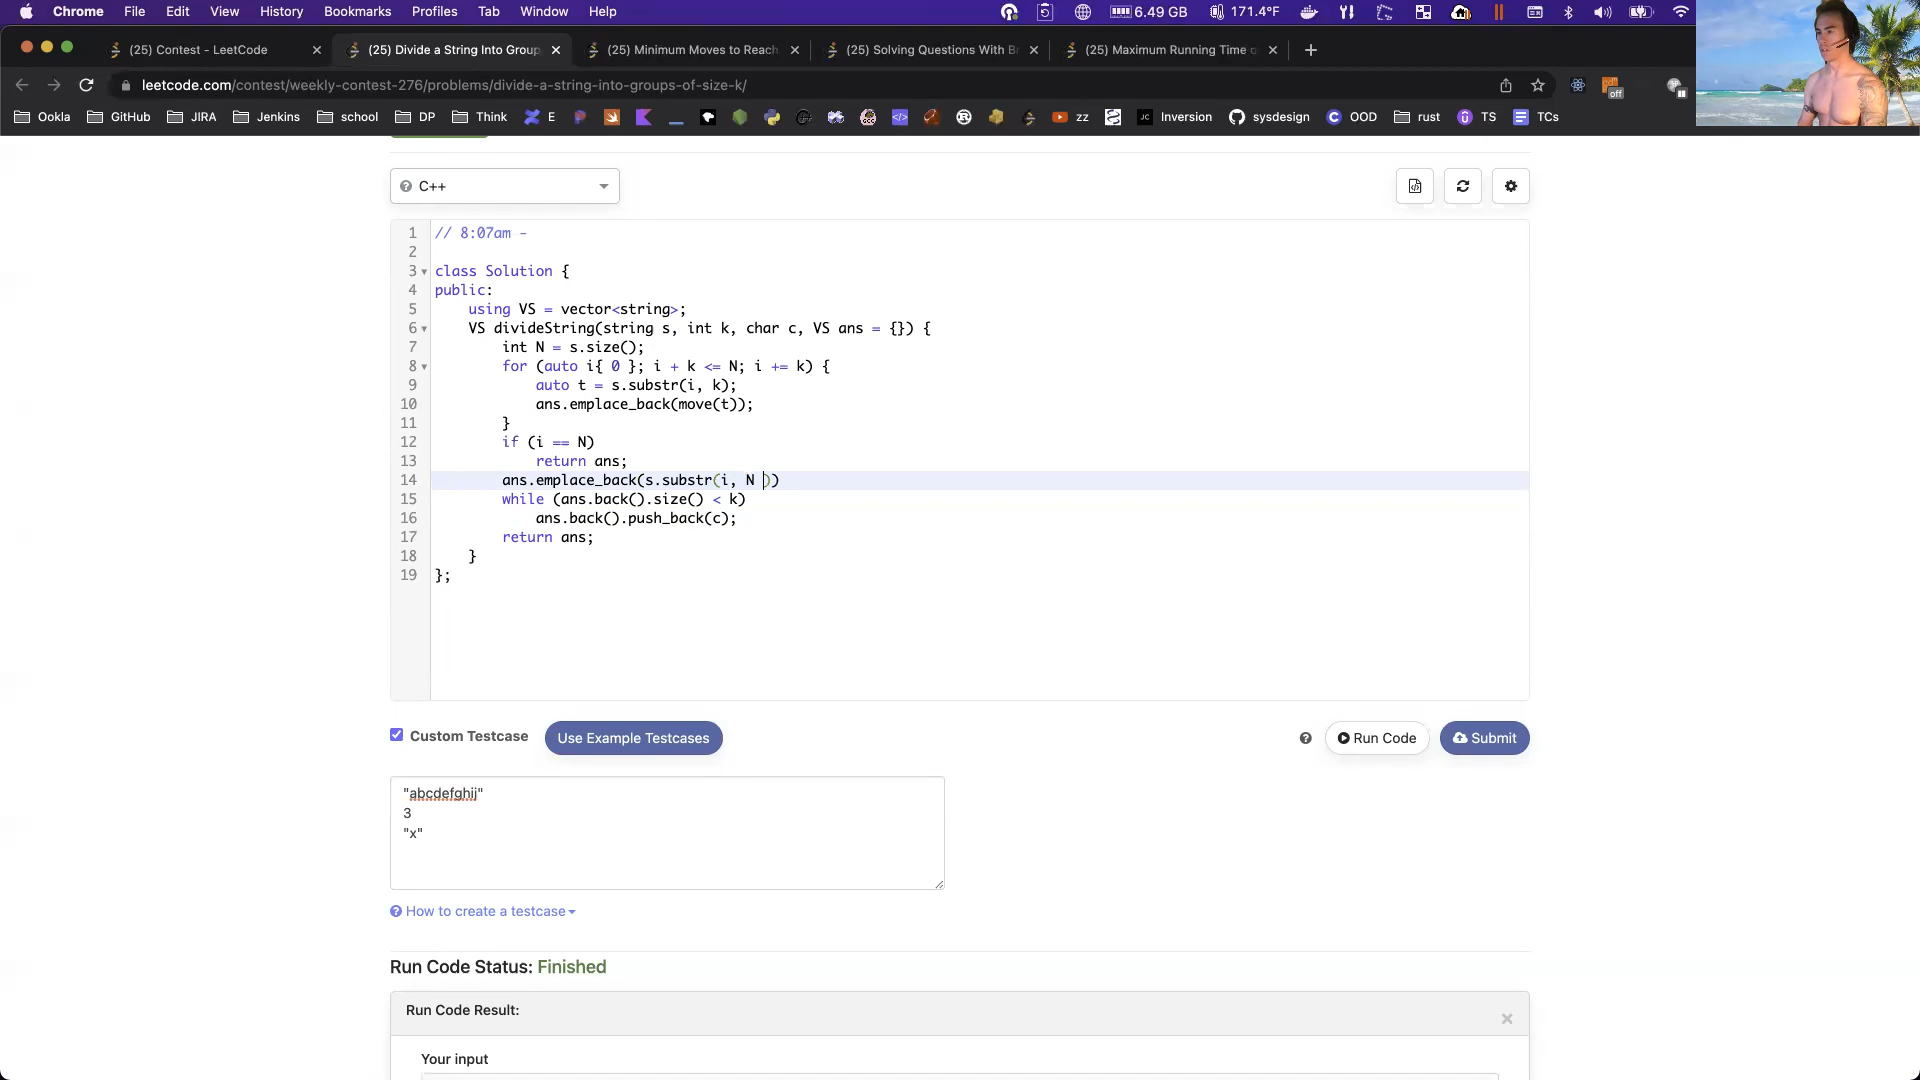 Chrome File Edit View History Bookmarks Profiles Tab Window Help 6.49 GB 171.4°F
(25) Contest - LeetCode (25) Divide a String Into Group (25) Minimum Moves to Reach (25) Solving Questions With Br (25) Maximum Running Time o
leetcode.com/contest/weekly-contest-276/problems/divide-a-string-into-groups-of-size-k/
off
Ookla GitHub JIRA Jenkins school DP Think E zz JC Inversion sysdesign C OOD rust TS TCs
C++
1 // 8:07am -
2
3 class Solution {
4 public:
5 using VS = vector<string>;
6 VS divideString(string s, int k, char c, VS ans = {}) {
7 int N = s.size();
8 for (auto i{ 0 }; i + k <= N; i += k) {
9 auto t = s.substr(i, k);
10 ans.emplace_back(move(t));
11 }
12 if (i == N)
13 return ans;
14 ans.emplace_back(s.substr(i, N ))
15 while (ans.back().size() < k)
16 ans.back().push_back(c);
17 return ans;
18 }
19 };
Custom Testcase Use Example Testcases Run Code Submit
"abcdefghij"
3
"x"
How to create a testcase
Run Code Status: Finished
Run Code Result:
Your input